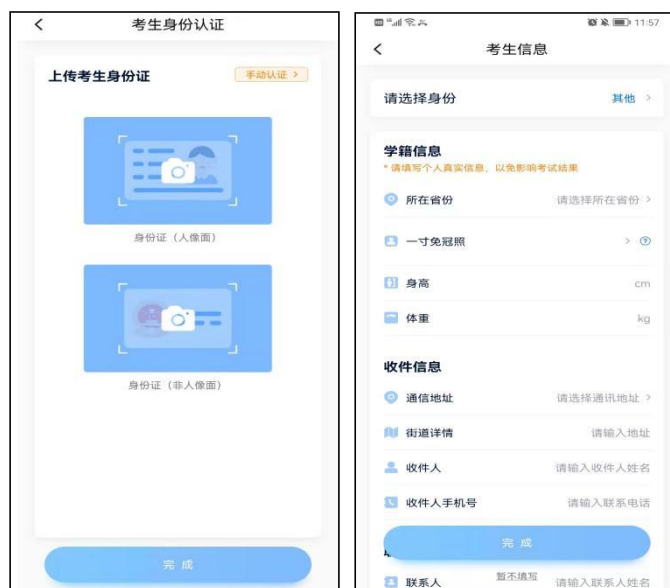 考生身份认证
上传考生身份证
手动认证 >
身份证（人像面）
身份证（非人像面）
完成
11:57
考生信息
请选择身份
其他 >
学籍信息
* 请填写个人真实信息，以免影响考试结果
所在省份
请选择所在省份 >
一寸免冠照
> ?
身高
cm
体重
kg
收件信息
通信地址
请选择通讯地址 >
街道详情
请输入地址
收件人
请输入收件人姓名
收件人手机号
请输入联系电话
完成
联系人
暂不填写
请输入联系人姓名